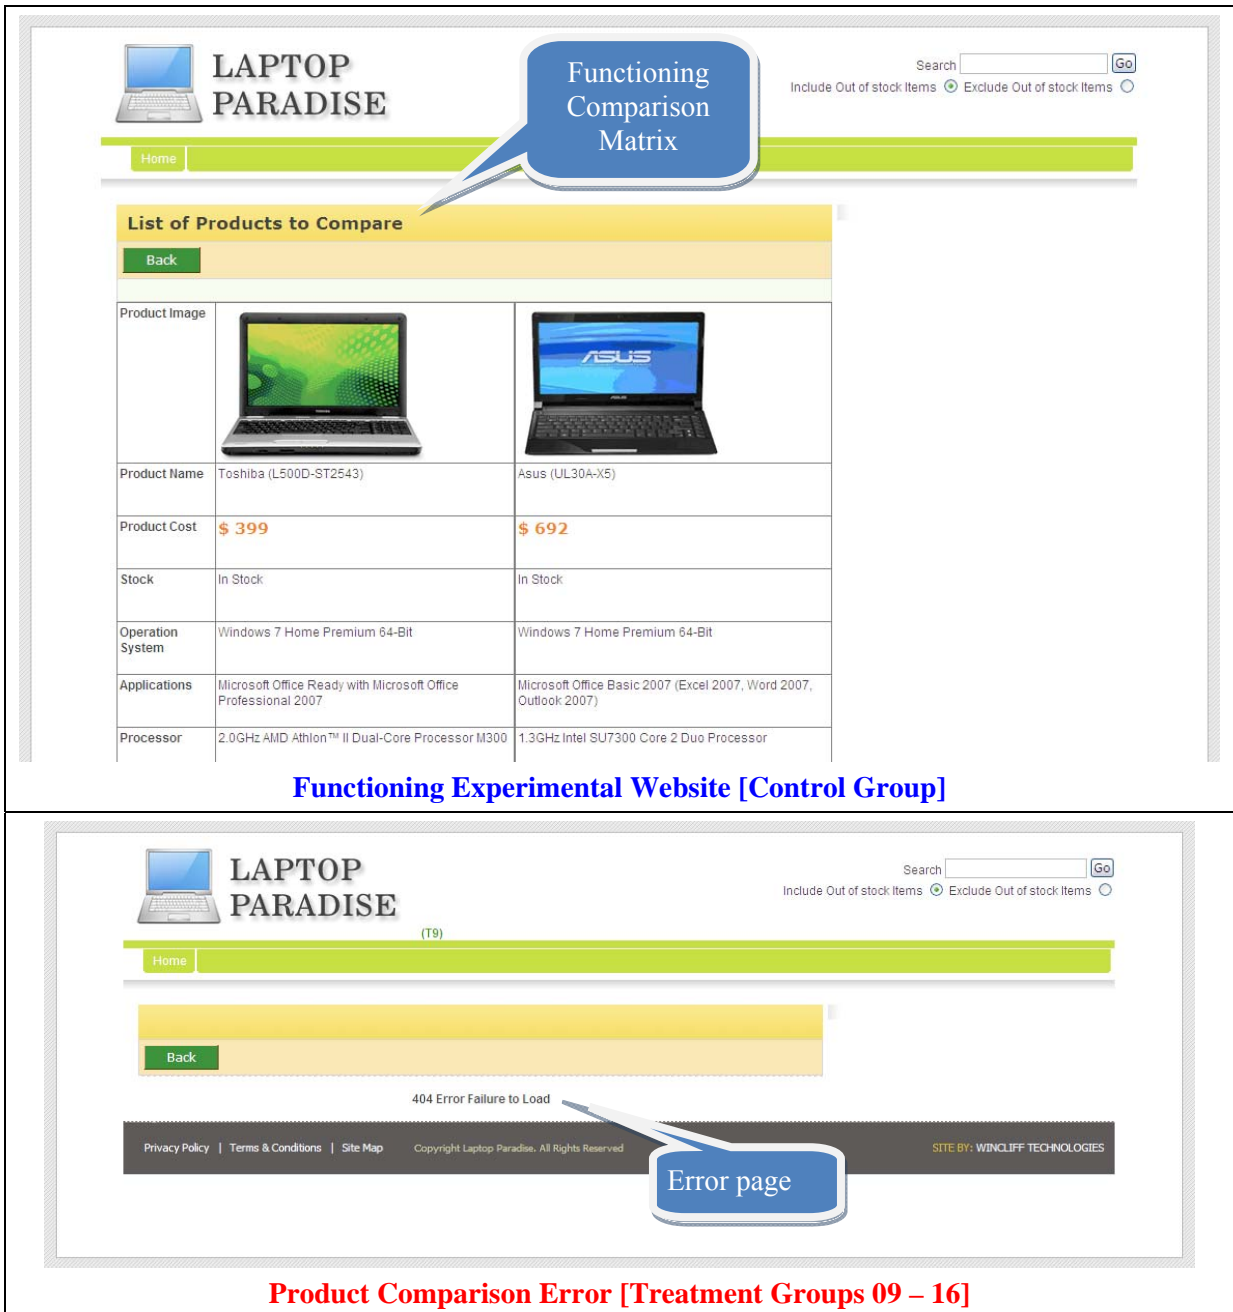 LAPTOP
PARADISE
Functioning
Comparison
Matrix
Search
Go
Include Out of stock Items
Exclude Out of stock Items
Home
List of Products to Compare
Back
Product Image
ASUS
Product Name
Toshiba (L500D-ST2543)
Asus (UL30A-X5)
Product Cost
$ 399
$ 692
Stock
In Stock
In Stock
Operation
System
Windows 7 Home Premium 64-Bit
Windows 7 Home Premium 64-Bit
Applications
Microsoft Office Ready with Microsoft Office
Professional 2007
Microsoft Office Basic 2007 (Excel 2007, Word 2007,
Outlook 2007)
Processor
2.0GHz AMD Athlon™ II Dual-Core Processor M300
1.3GHz Intel SU7300 Core 2 Duo Processor
Functioning Experimental Website [Control Group]
LAPTOP
PARADISE
(T9)
Search
Go
Include Out of stock Items
Exclude Out of stock Items
Home
Back
404 Error Failure to Load
Privacy Policy | Terms & Conditions | Site Map
Copyright Laptop Paradise. All Rights Reserved
SITE BY: WINCLIFF TECHNOLOGIES
Error page
Product Comparison Error [Treatment Groups 09 – 16]